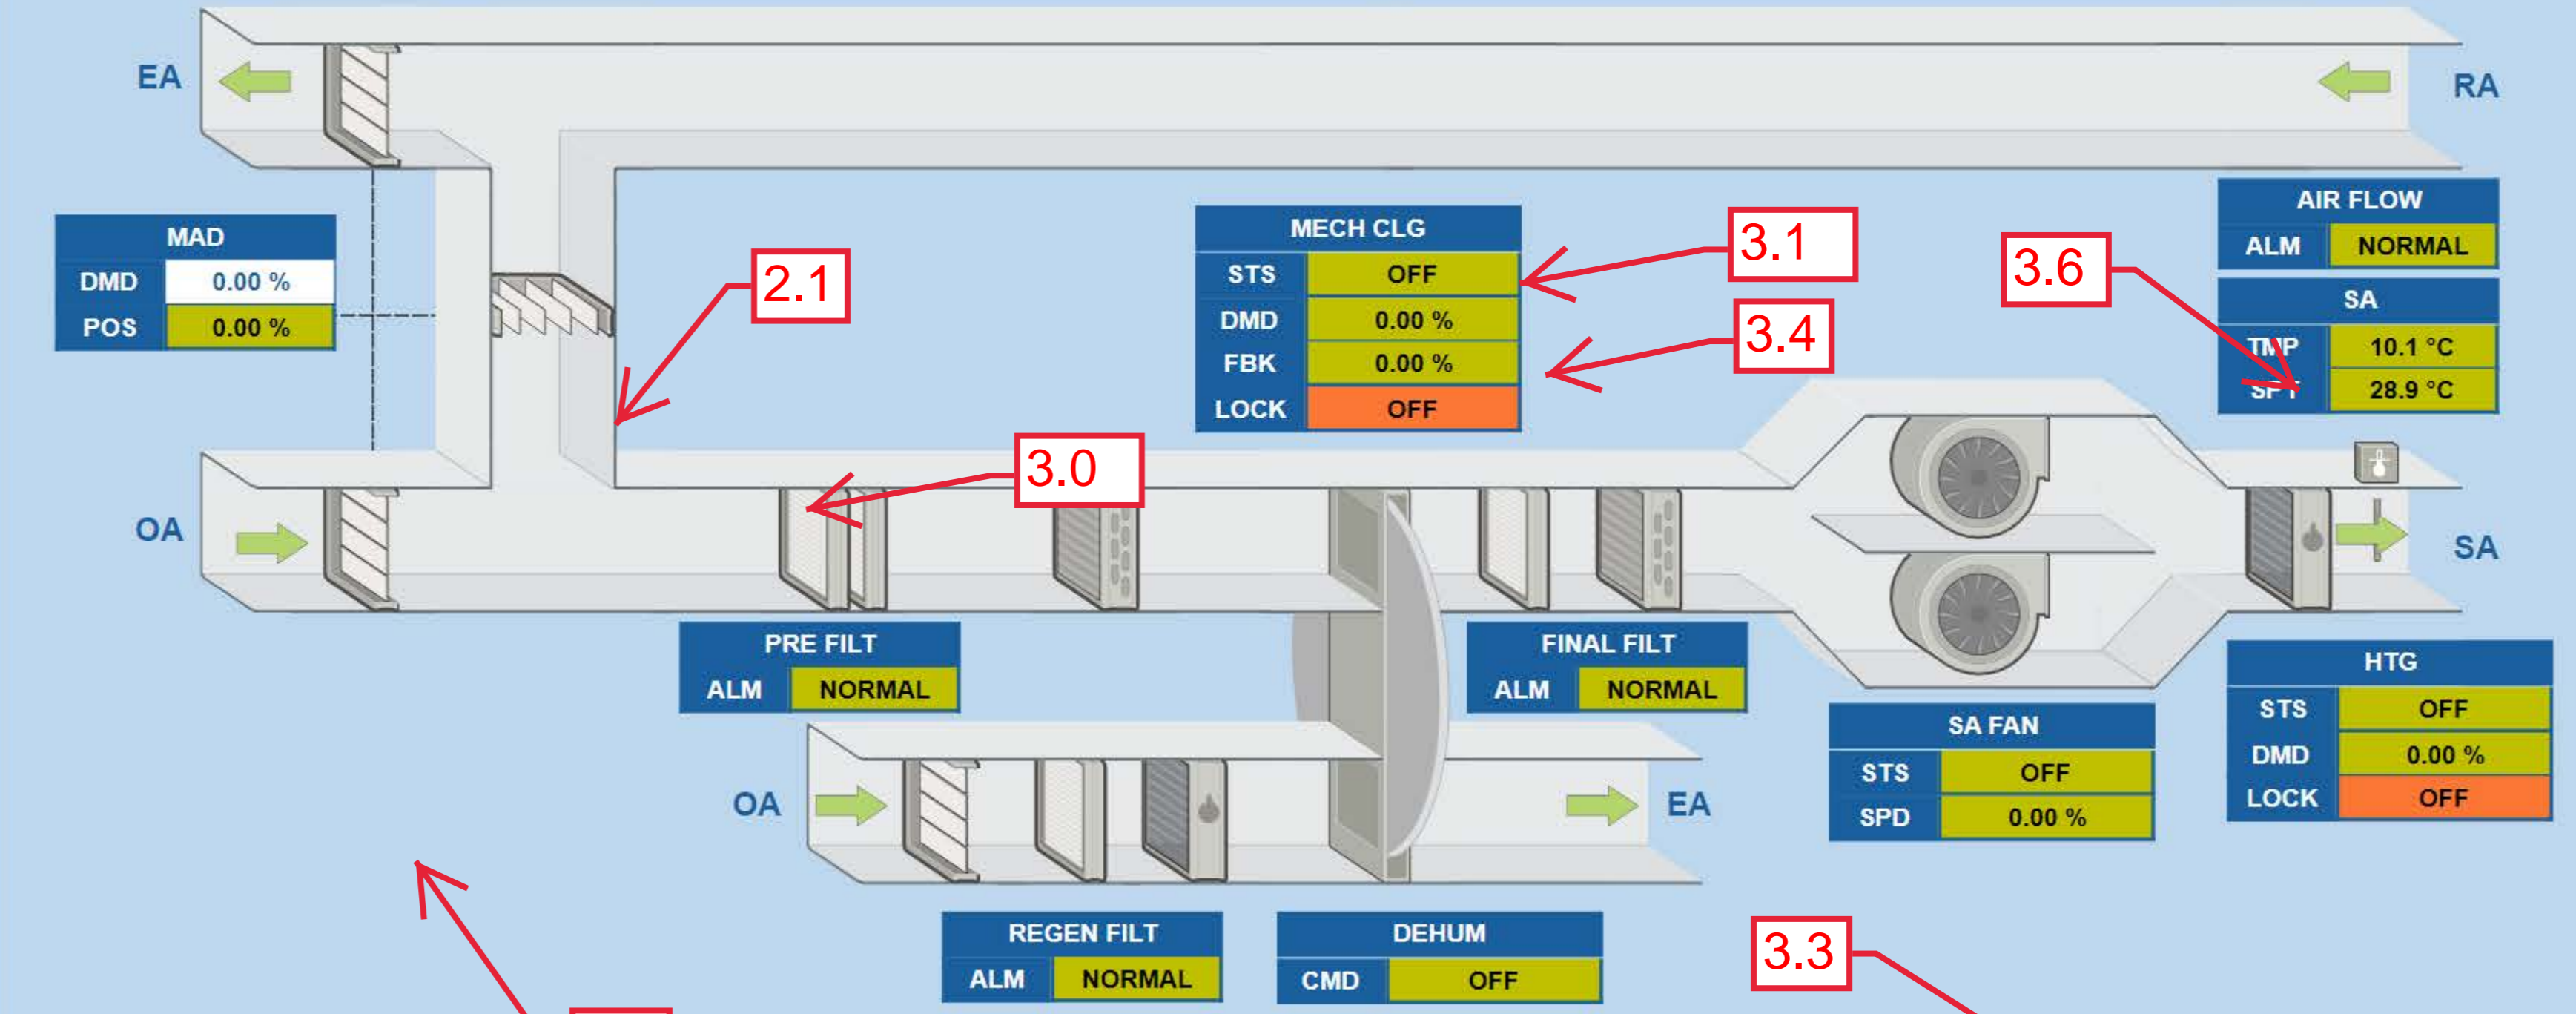 EA
RA
MAD
DMD 0.00 %
POS 0.00 %
2.1
MECH CLG
STS OFF
DMD 0.00 %
FBK 0.00 %
LOCK OFF
3.1
3.4
3.6
AIR FLOW
ALM NORMAL
SA
TMP 10.1 °C
SPT 28.9 °C
3.0
OA
SA
PRE FILT
ALM NORMAL
FINAL FILT
ALM NORMAL
HTG
STS OFF
DMD 0.00 %
LOCK OFF
SA FAN
STS OFF
SPD 0.00 %
OA
EA
REGEN FILT
ALM NORMAL
DEHUM
CMD OFF
3.3